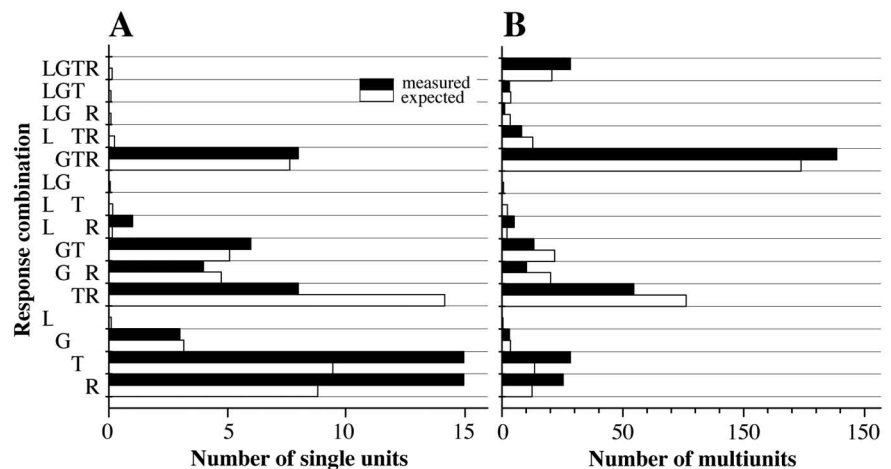 A
B
Response combination
LGTR
LGT
LG R
L TR
GTR
LG
L T
L R
GT
G R
TR
L
G
T
R
measured
expected
0 5 10 15
0 50 150 150
Number of single units
Number of multiunits